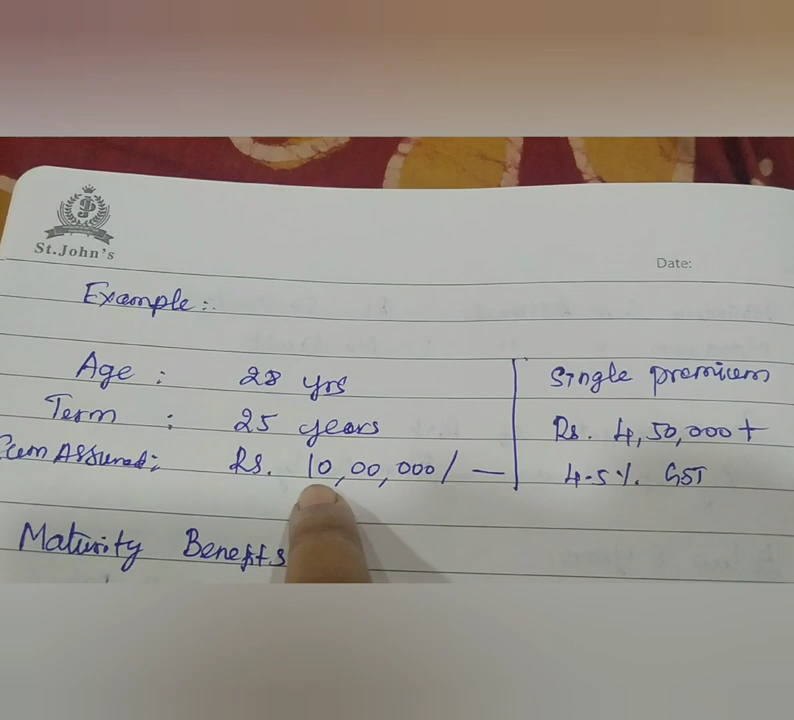 St.John's
Date:
Example:-
Age : 28 yrs
Term : 25 years
Sum Assured: Rs. 10,00,000/-
Single premium
Rs. 4,50,000 +
4.5%. GST
Maturity Benefits